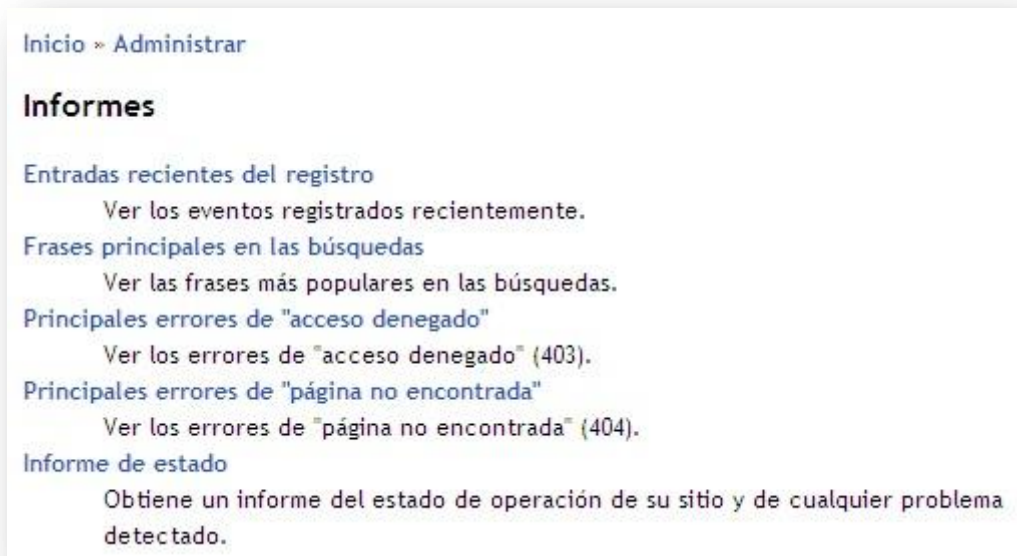 Inicio » Administrar
Informes
Entradas recientes del registro
Ver los eventos registrados recientemente.
Frases principales en las búsquedas
Ver las frases más populares en las búsquedas.
Principales errores de "acceso denegado"
Ver los errores de "acceso denegado" (403).
Principales errores de "página no encontrada"
Ver los errores de "página no encontrada" (404).
Informe de estado
Obtiene un informe del estado de operación de su sitio y de cualquier problema
detectado.